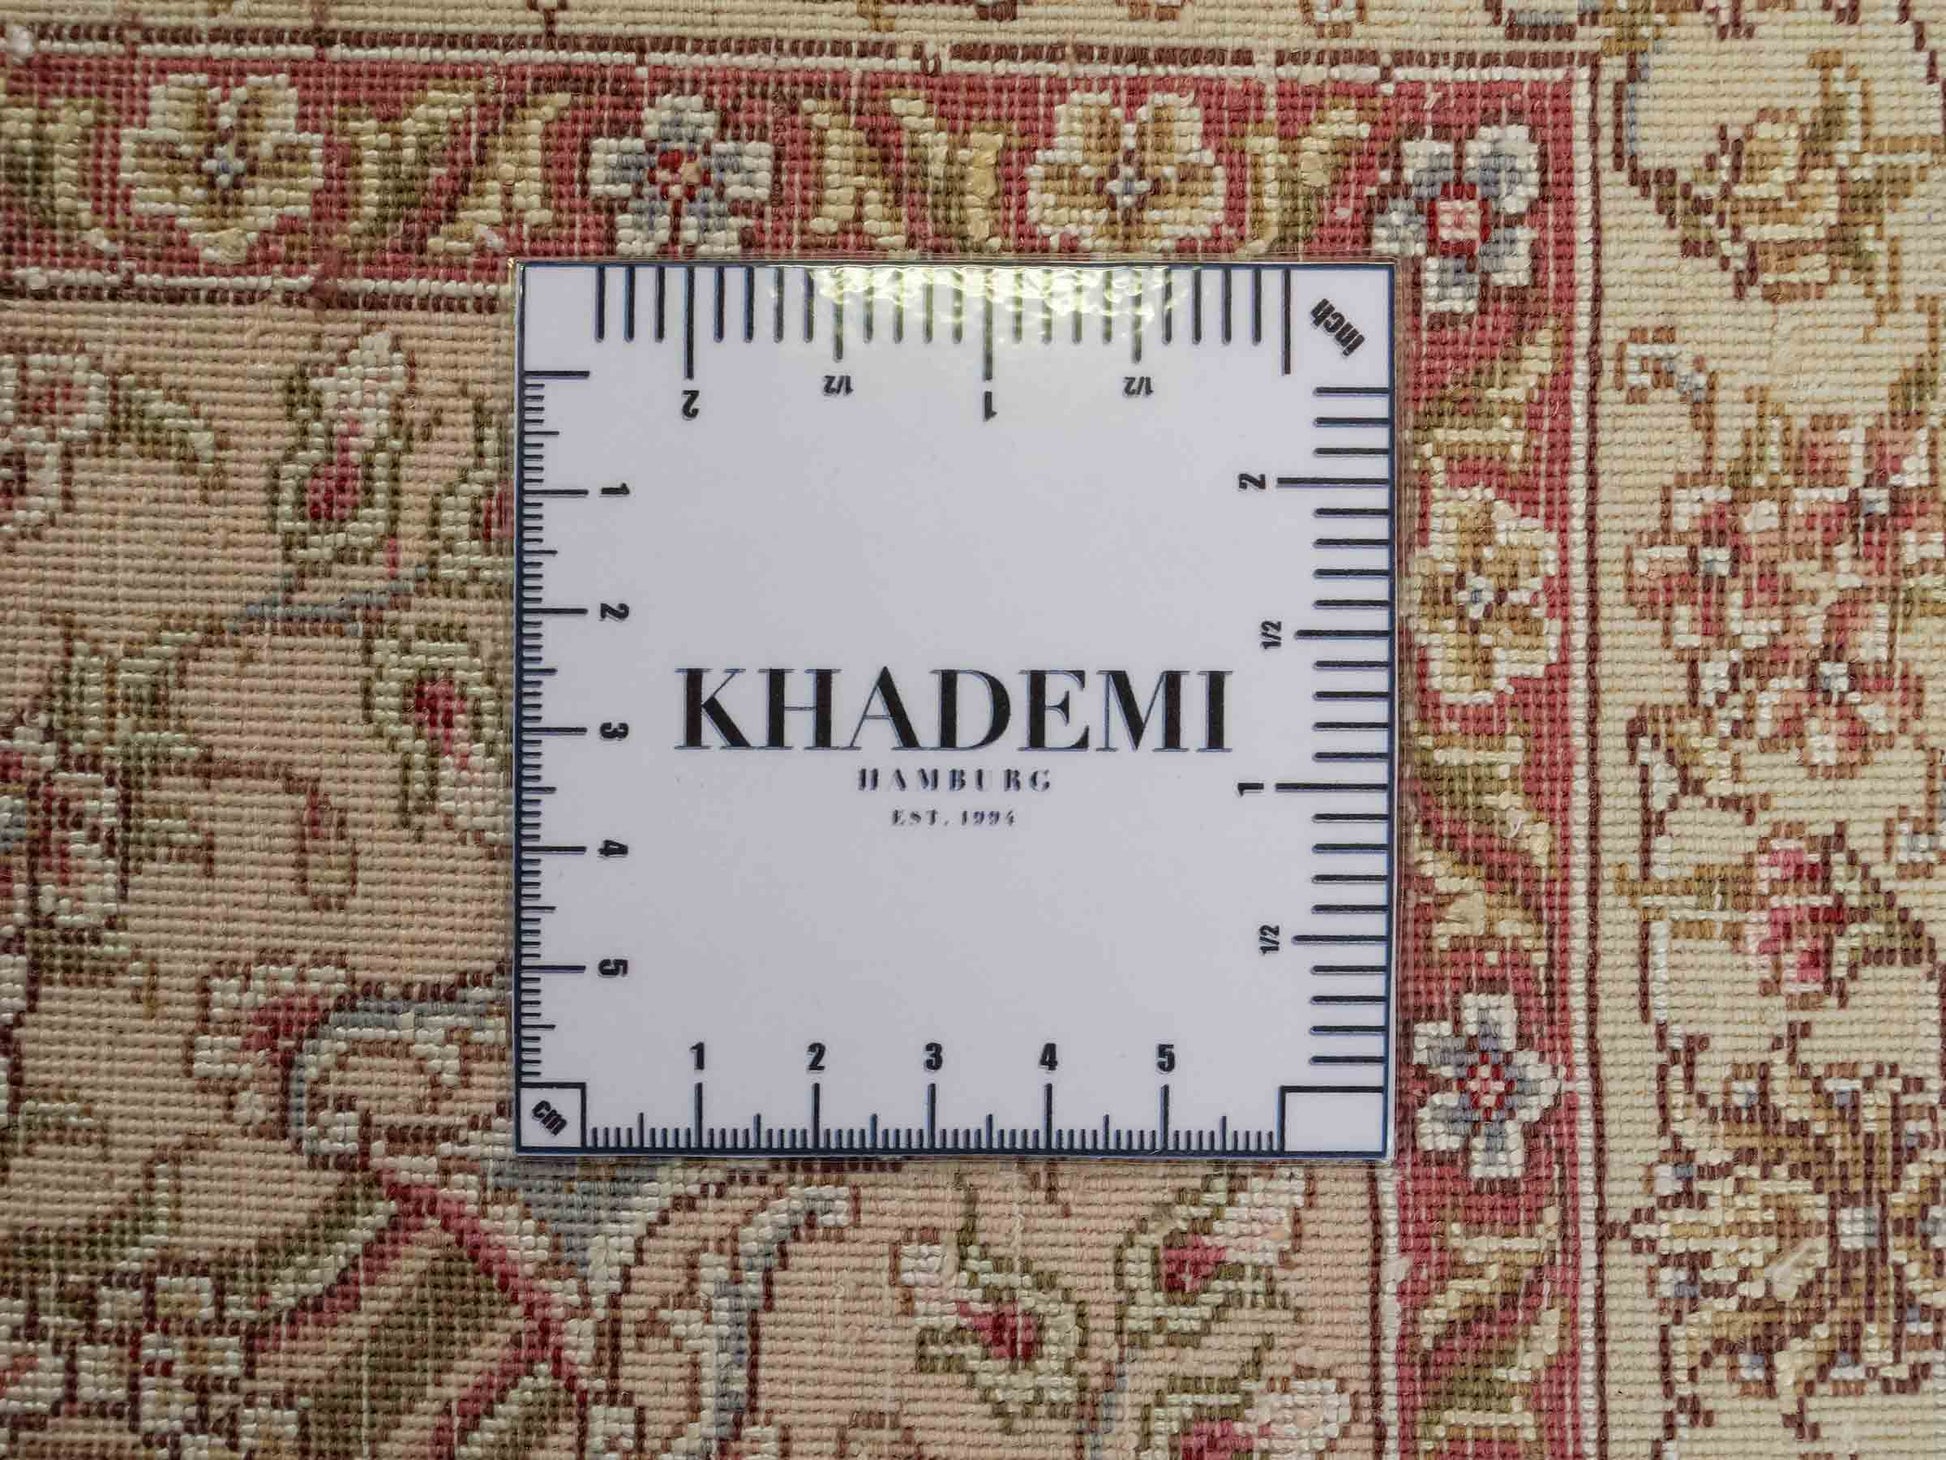 inch
2 1/2 1 1/2
1
2
3
4
5
2
1/2
1
1/2
KHADEMI
HAMBURG
EST. 1994
cm
1 2 3 4 5